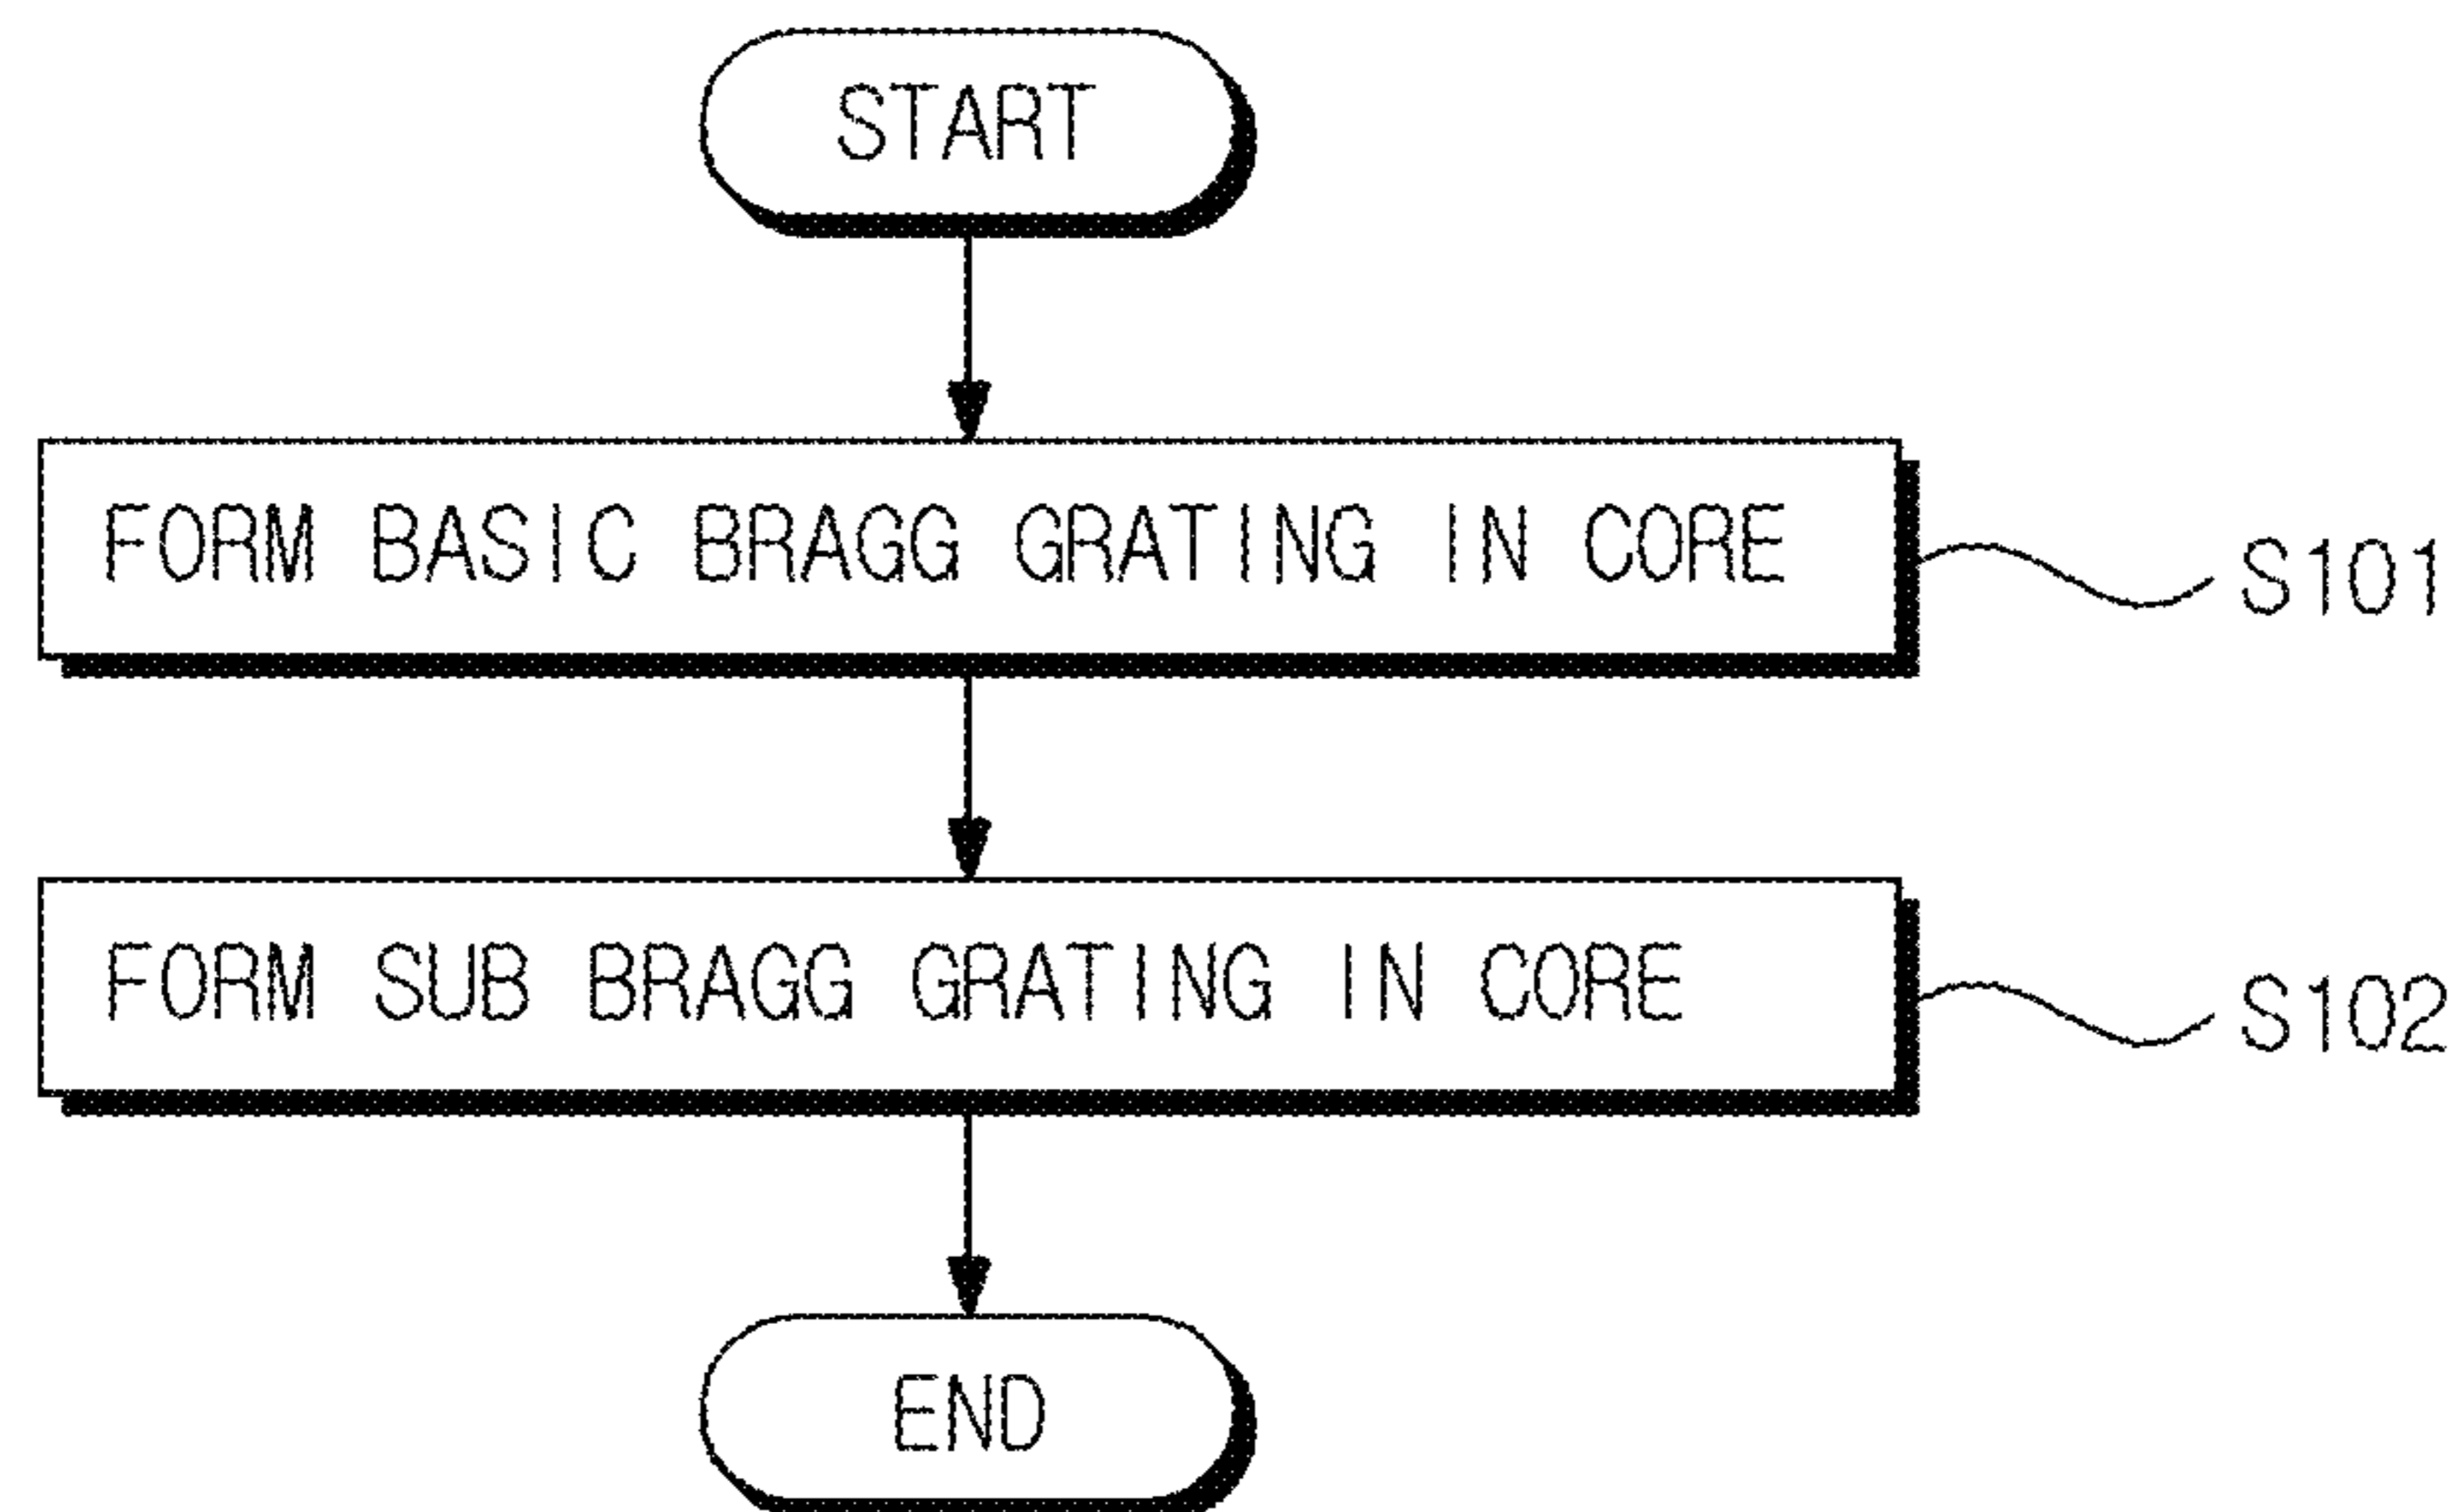 START
FORM BASIC BRAGG GRATING IN CORE
S101
FORM SUB BRAGG GRATING IN CORE
S102
END